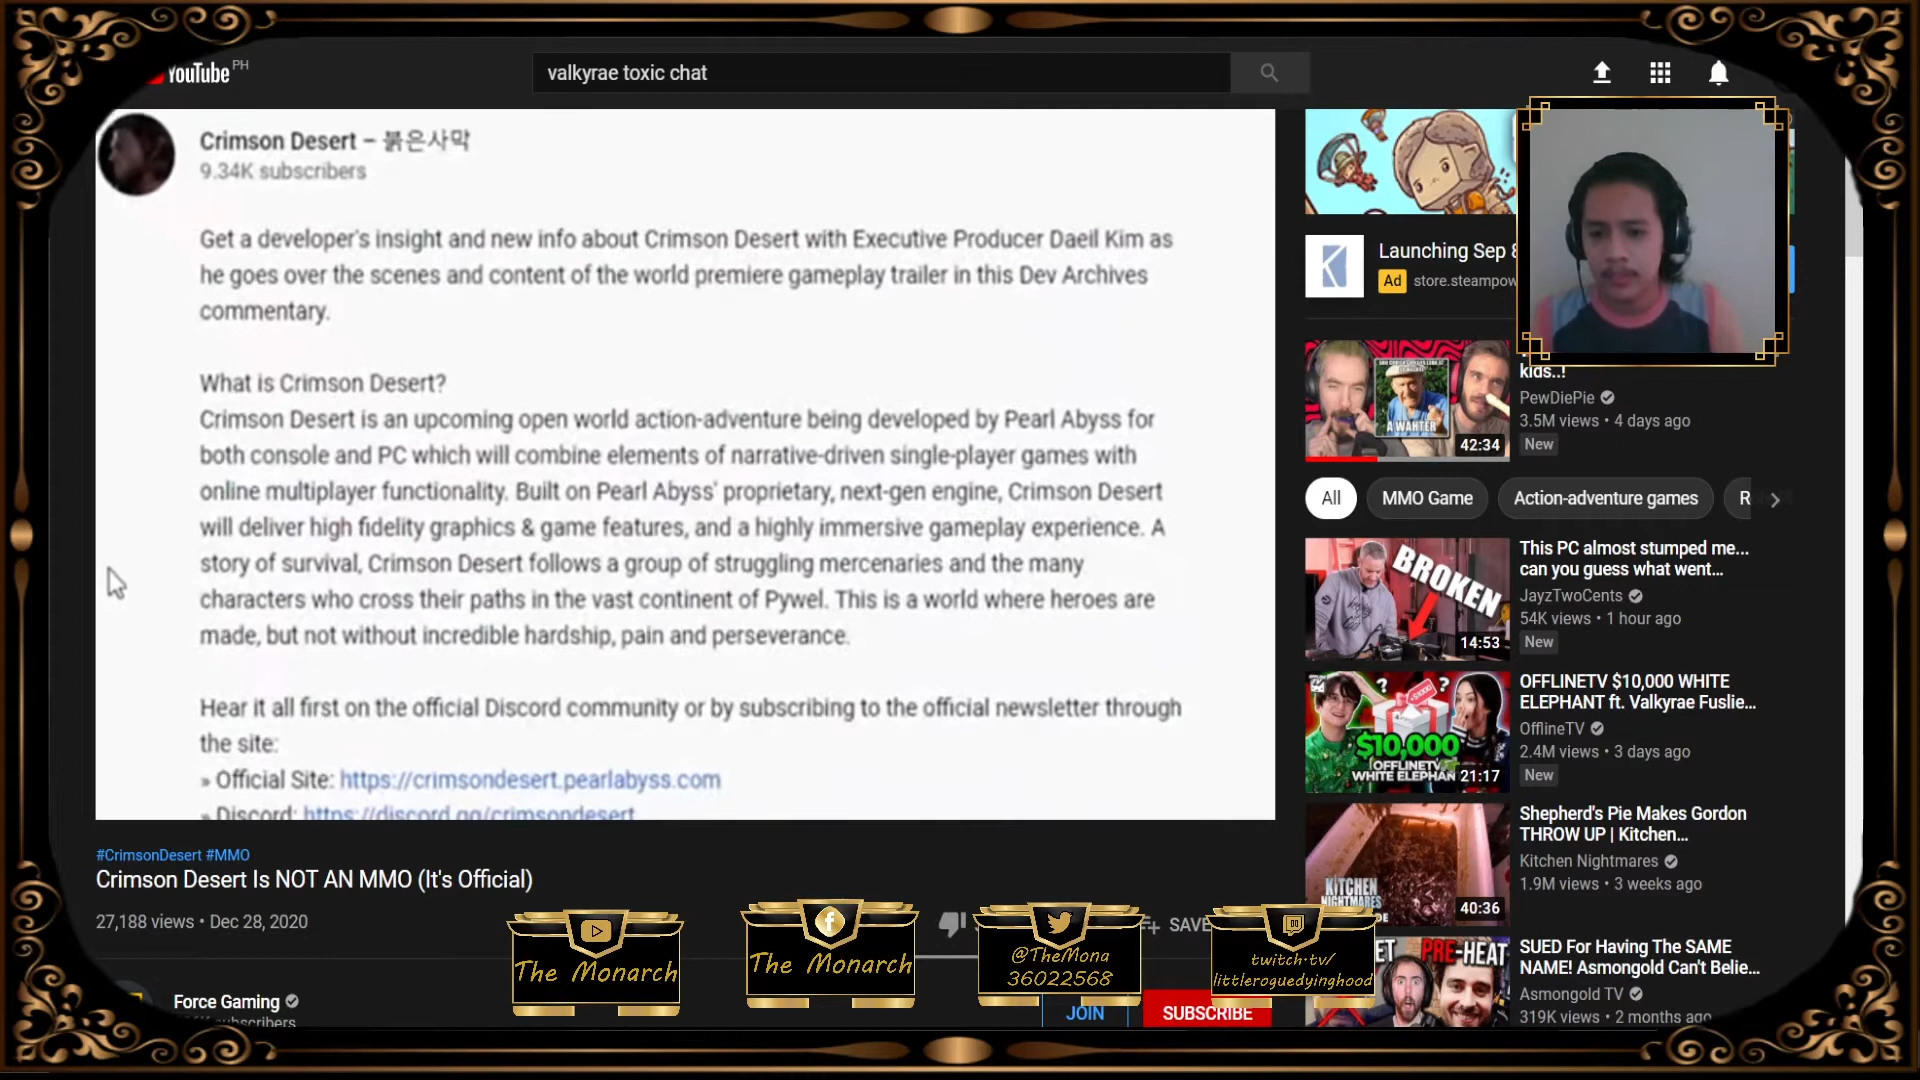 YouTube PH
valkyrae toxic chat
Crimson Desert – 붉은사막
9.34K subscribers
Get a developer's insight and new info about Crimson Desert with Executive Producer Daeil Kim as
he goes over the scenes and content of the world premiere gameplay trailer in this Dev Archives
commentary.
What is Crimson Desert?
Crimson Desert is an upcoming open world action-adventure being developed by Pearl Abyss for
both console and PC which will combine elements of narrative-driven single-player games with
online multiplayer functionality. Built on Pearl Abyss' proprietary, next-gen engine, Crimson Desert
will deliver high fidelity graphics & game features, and a highly immersive gameplay experience. A
story of survival, Crimson Desert follows a group of struggling mercenaries and the many
characters who cross their paths in the vast continent of Pywel. This is a world where heroes are
made, but not without incredible hardship, pain and perseverance.
Hear it all first on the official Discord community or by subscribing to the official newsletter through
the site:
» Official Site: https://crimsondesert.pearlabyss.com
» Discord: https://discord.gg/crimsondesert
#CrimsonDesert #MMO
Crimson Desert Is NOT AN MMO (It's Official)
27,188 views • Dec 28, 2020
SAVE
Force Gaming
subscribers
JOIN
SUBSCRIBE
The Monarch
The Monarch
@TheMona
36022568
twitch.tv/
littleroguedyinghood
Launching Sep 8
Ad store.steampow
A WAHTER
42:34
kids..!
PewDiePie
3.5M views • 4 days ago
New
All
MMO Game
Action-adventure games
R
BROKEN
14:53
This PC almost stumped me...
can you guess what went...
JayzTwoCents
54K views • 1 hour ago
New
? ?
$10,000
OFFLINETV
WHITE ELEPHAN
21:17
OFFLINETV $10,000 WHITE
ELEPHANT ft. Valkyrae Fuslie...
OfflineTV
2.4M views • 3 days ago
New
KITCHEN
NIGHTMARES
DE
40:36
Shepherd's Pie Makes Gordon
THROW UP | Kitchen...
Kitchen Nightmares
1.9M views • 3 weeks ago
ET PRE-HEAT
SUED For Having The SAME
NAME! Asmongold Can't Belie...
Asmongold TV
319K views • 2 months ago